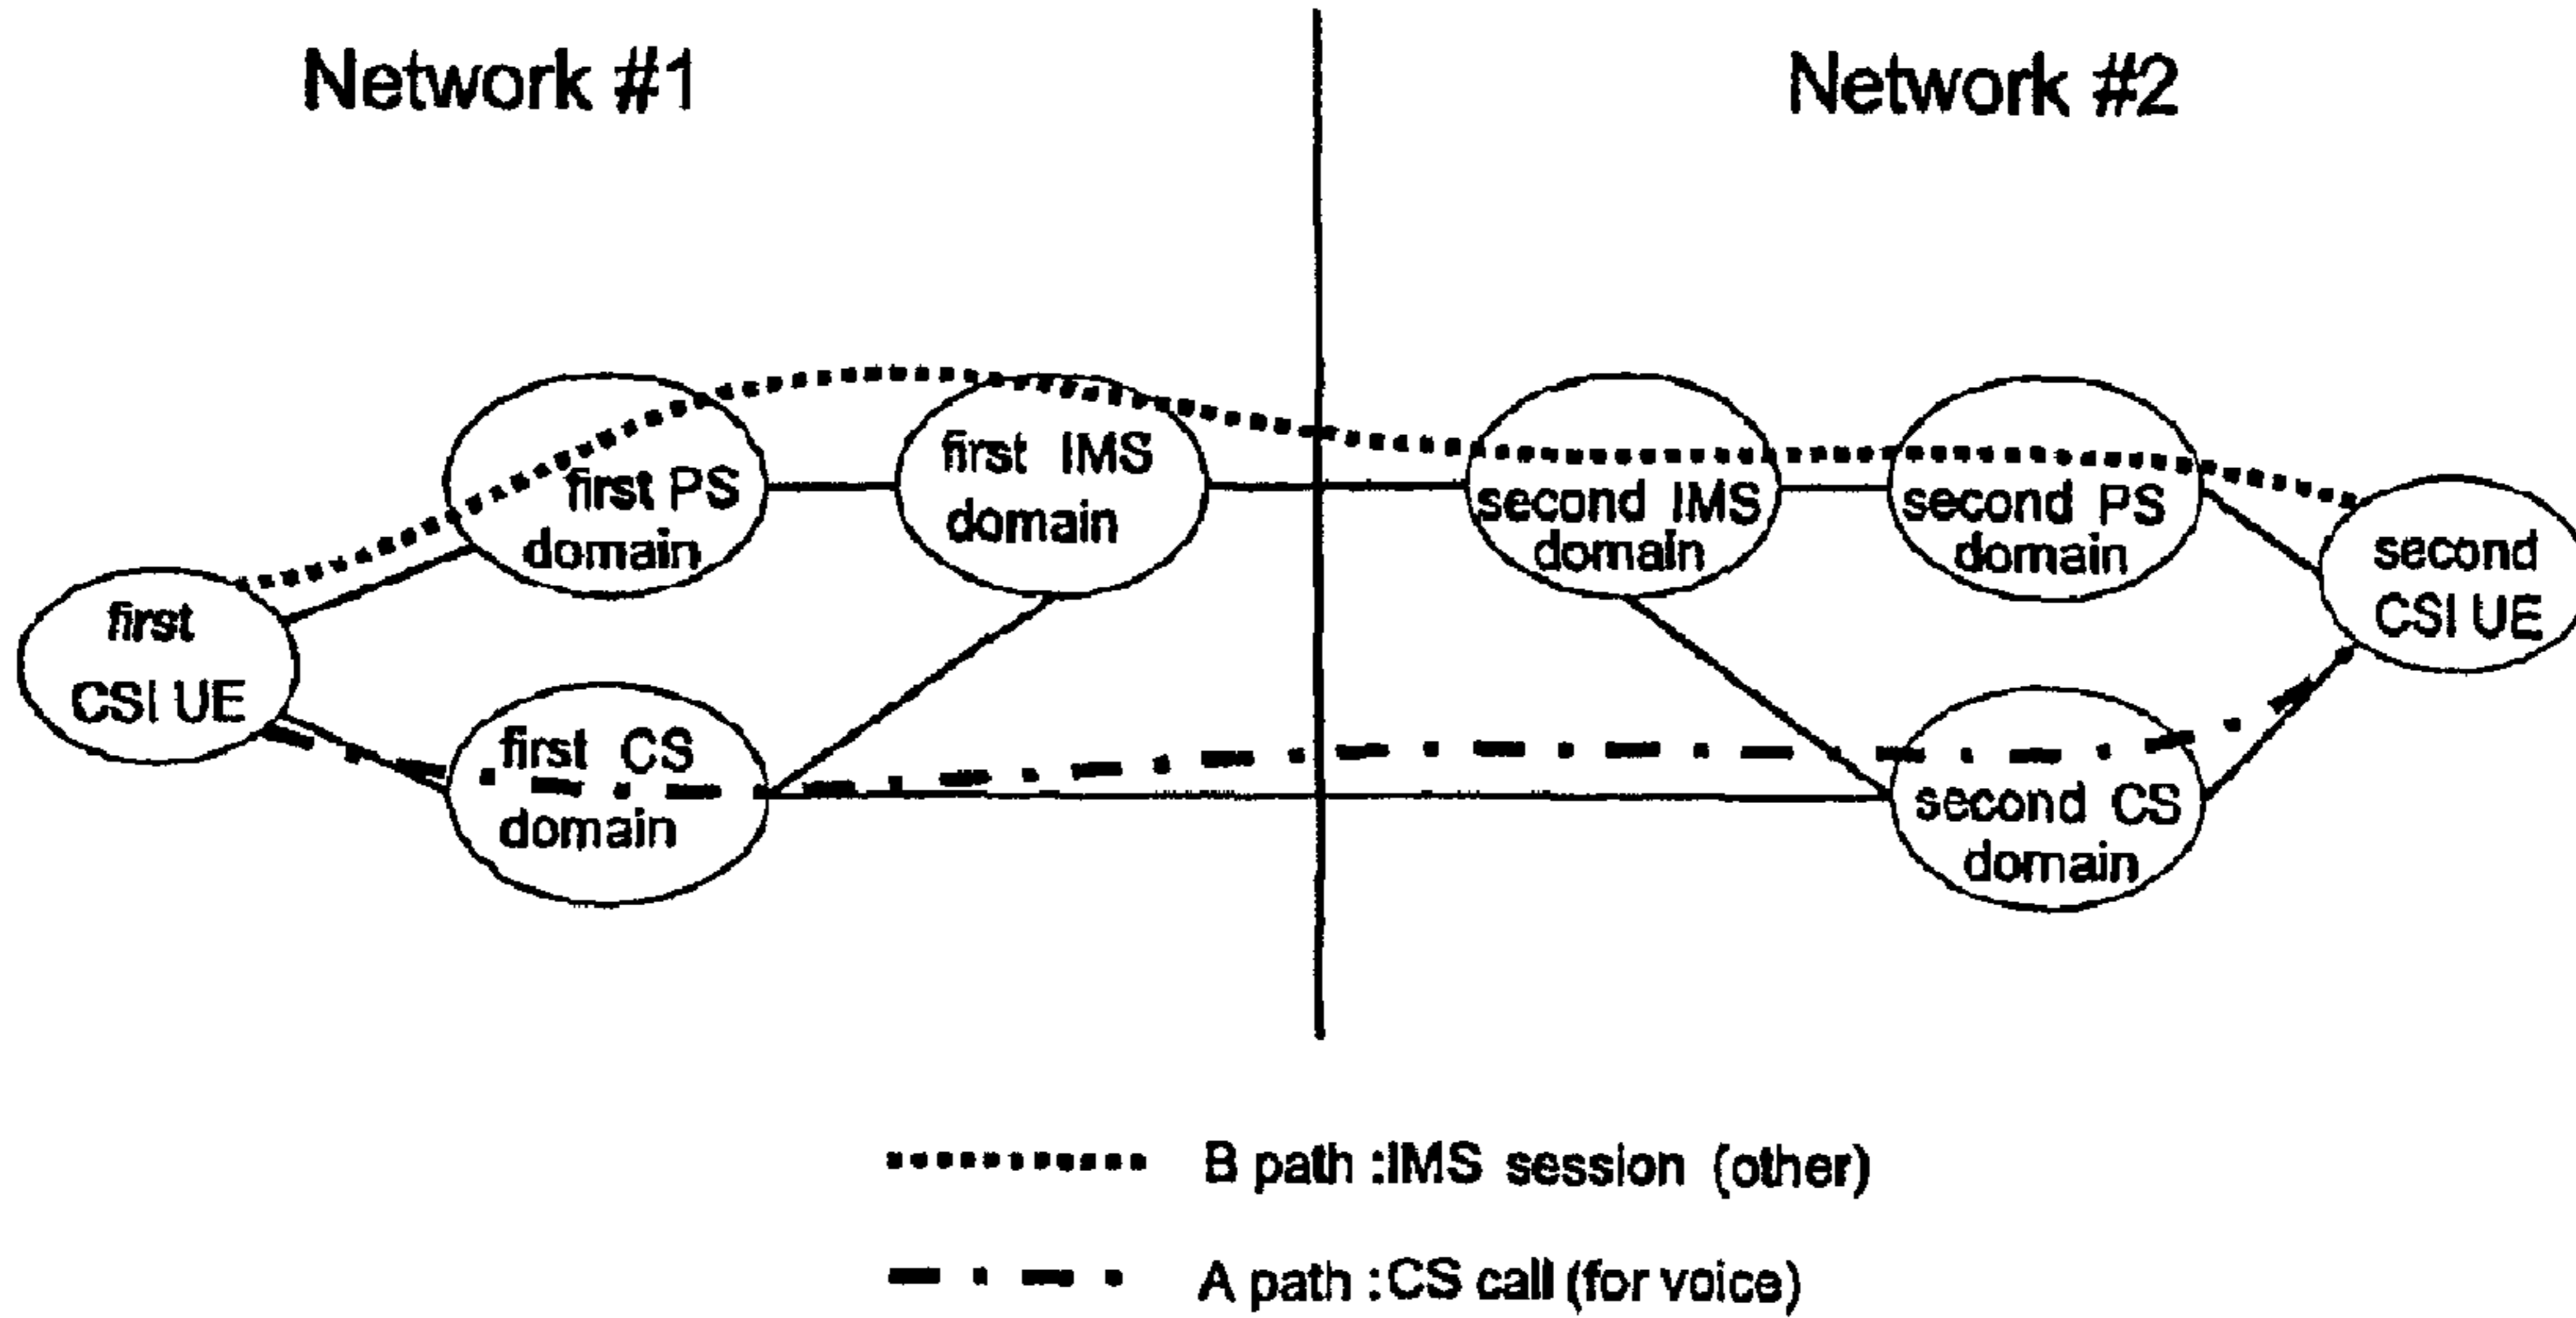 Network #1
Network #2
first PS
domain
first IMS
domain
second IMS
domain
second PS
domain
first
CSI UE
second
CSI UE
first CS
domain
second CS
domain
B path :IMS session (other)
A path :CS call (for voice)